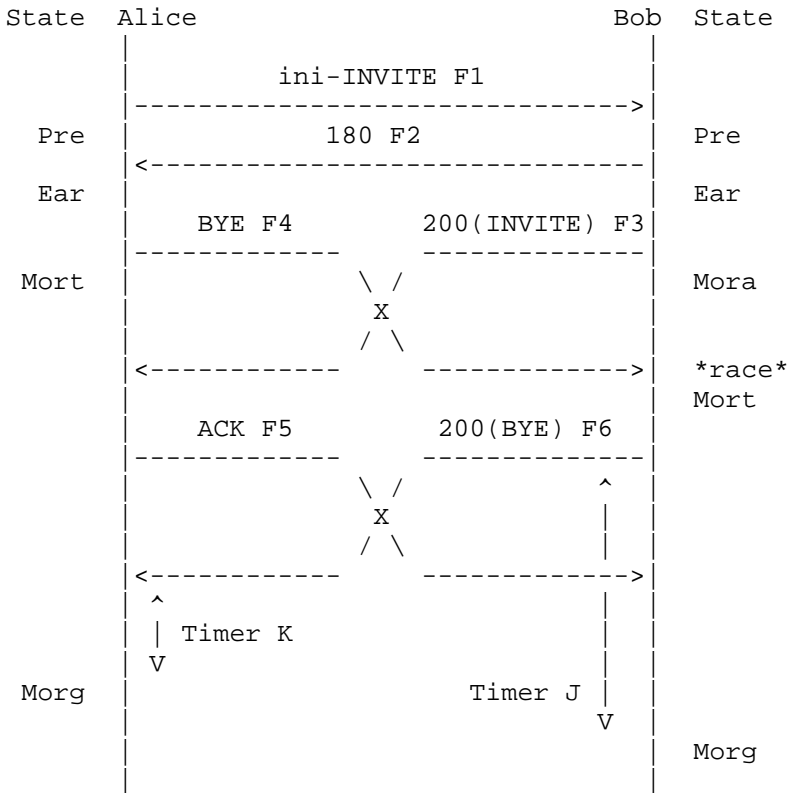 State Alice Bob State
ini-INVITE F1
Pre 180 F2 Pre
Ear Ear
BYE F4 200(INVITE) F3
Mort Mora
X
*race*
Mort
ACK F5 200(BYE) F6
X
Timer K
V
Morg Timer J
V
Morg